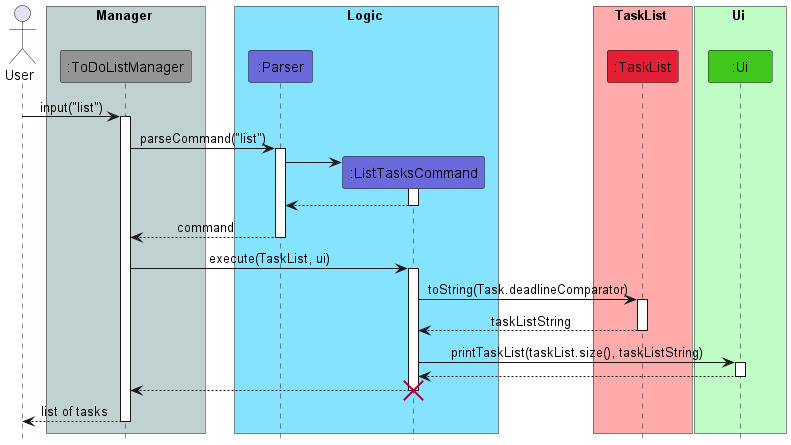 Manager
Logic
TaskList
Ui
User
:ToDoListManager
:Parser
:TaskList
:Ui
input("list")
parseCommand("list")
:ListTasksCommand
command
execute(TaskList, ui)
toString(Task.deadlineComparator)
taskListString
printTaskList(taskList.size(), taskListString)
list of tasks